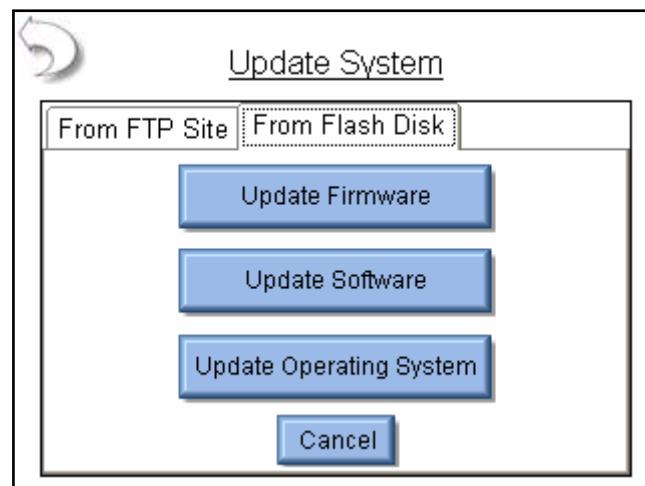 Update System
From FTP Site From Flash Disk
Update Firmware
Update Software
Update Operating System
Cancel